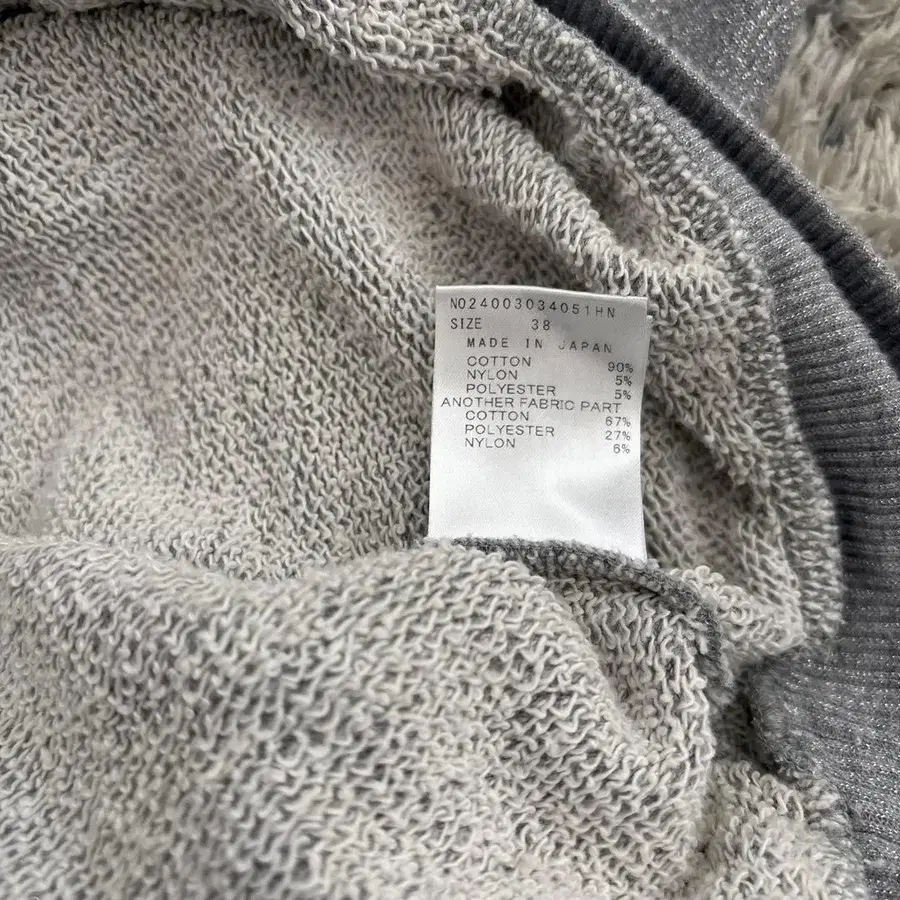 NO24003034051HN
SIZE 38
MADE IN JAPAN
COTTON 90%
NYLON 5%
POLYESTER 5%
ANOTHER FABRIC PART
COTTON 67%
POLYESTER 27%
NYLON 6%